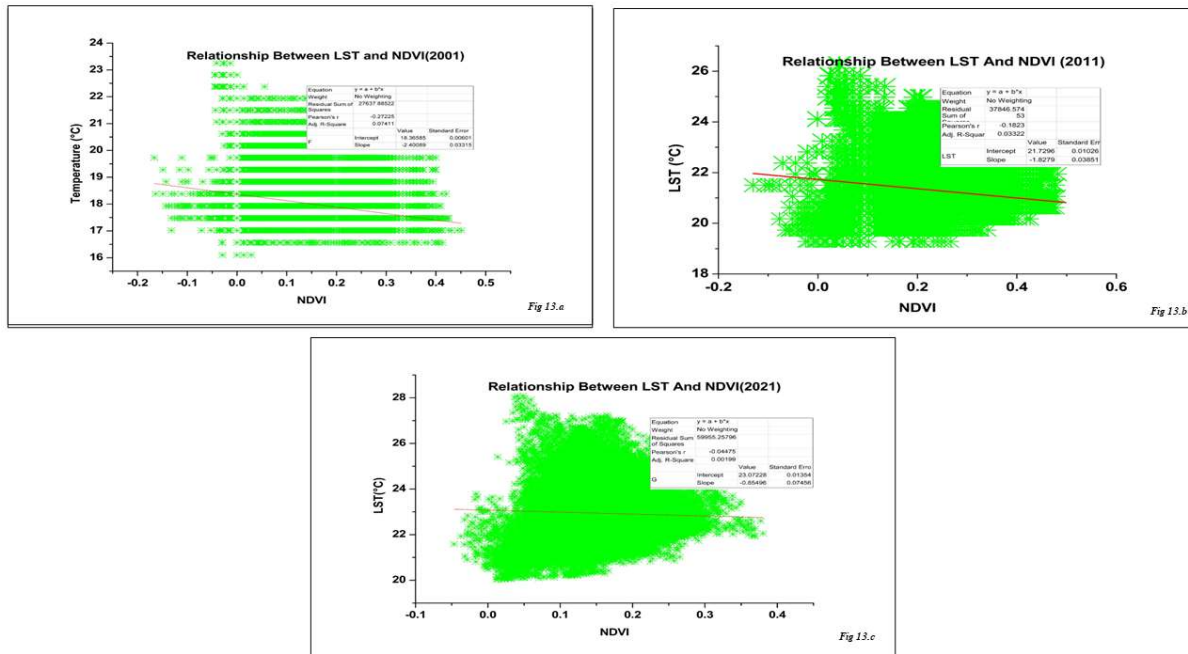 Relationship Between LST and NDVI(2001)
24
23
22
21
20
19
18
17
16
Temperature (°C)
Equation y = a + b*x
Weight No Weighting
Residual Sum of Squares 27637.88522
Pearson's r -0.27225
Adj. R-Square 0.07411
Value Standard Error
F Intercept 18.36585 0.00601
Slope -2.40089 0.03315
-0.2 -0.1 0.0 0.1 0.2 0.3 0.4 0.5
NDVI
Fig 13.a
Relationship Between LST And NDVI (2011)
26
24
22
20
18
LST (°C)
Equation y = a + b*x
Weight No Weighting
Residual 37846.574
Sum of 53
Pearson's r -0.1823
Adj. R-Squar 0.03322
Value Standard Err
LST Intercept 21.7296 0.01026
Slope -1.8279 0.03851
-0.2 0.0 0.2 0.4 0.6
NDVI
Fig 13.b
Relationship Between LST And NDVI(2021)
28
26
24
23
22
20
19
LST(°C)
Equation y = a + b*x
Weight No Weighting
Residual Sum of Squares 59955.25796
Pearson's r -0.04475
Adj. R-Square 0.00199
Value Standard Erro
G Intercept 23.07228 0.01354
Slope -0.85496 0.07456
-0.1 0.0 0.1 0.2 0.3 0.4
NDVI
Fig 13.c